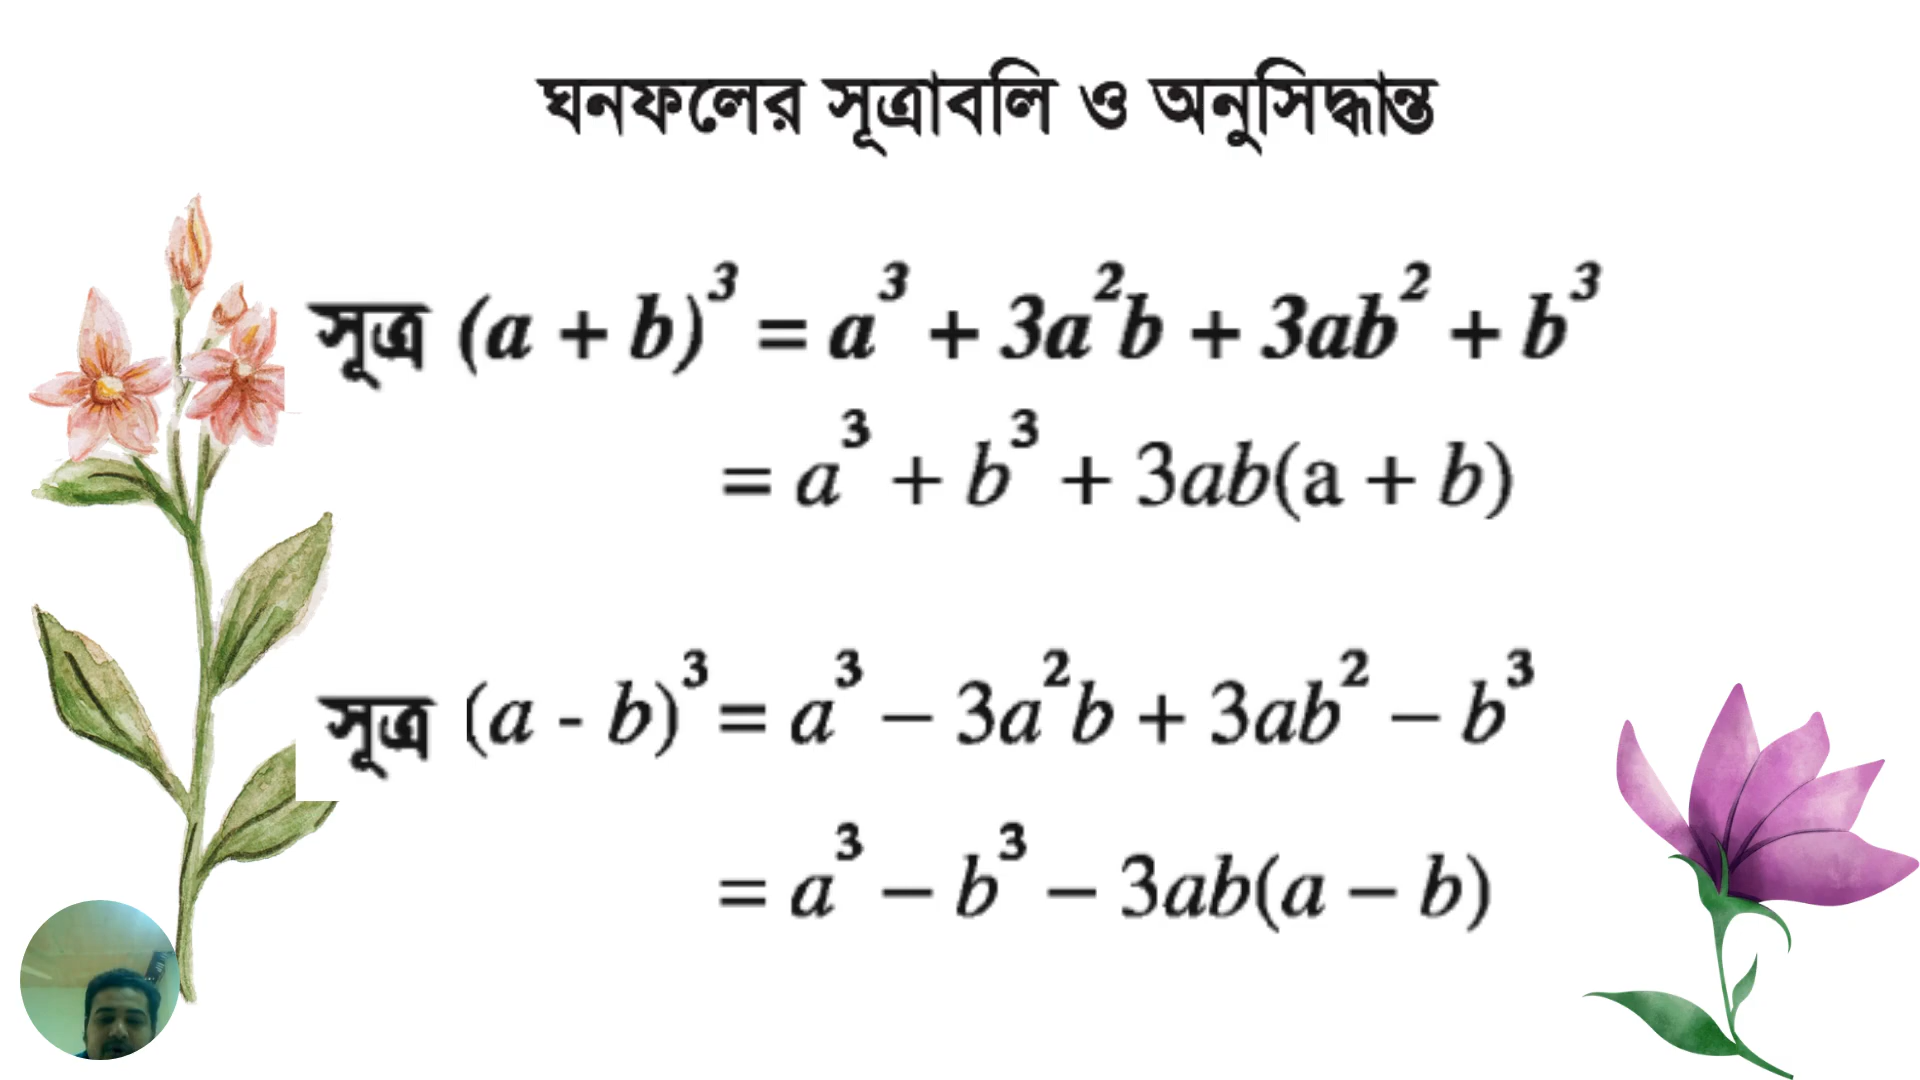 ঘনফলের সূত্রাবলি ও অনুসিদ্ধান্ত
সূত্র (a + b)³ = a³ + 3a²b + 3ab² + b³
= a³ + b³ + 3ab(a + b)
সূত্র (a - b)³ = a³ – 3a²b + 3ab² – b³
= a³ – b³ – 3ab(a – b)